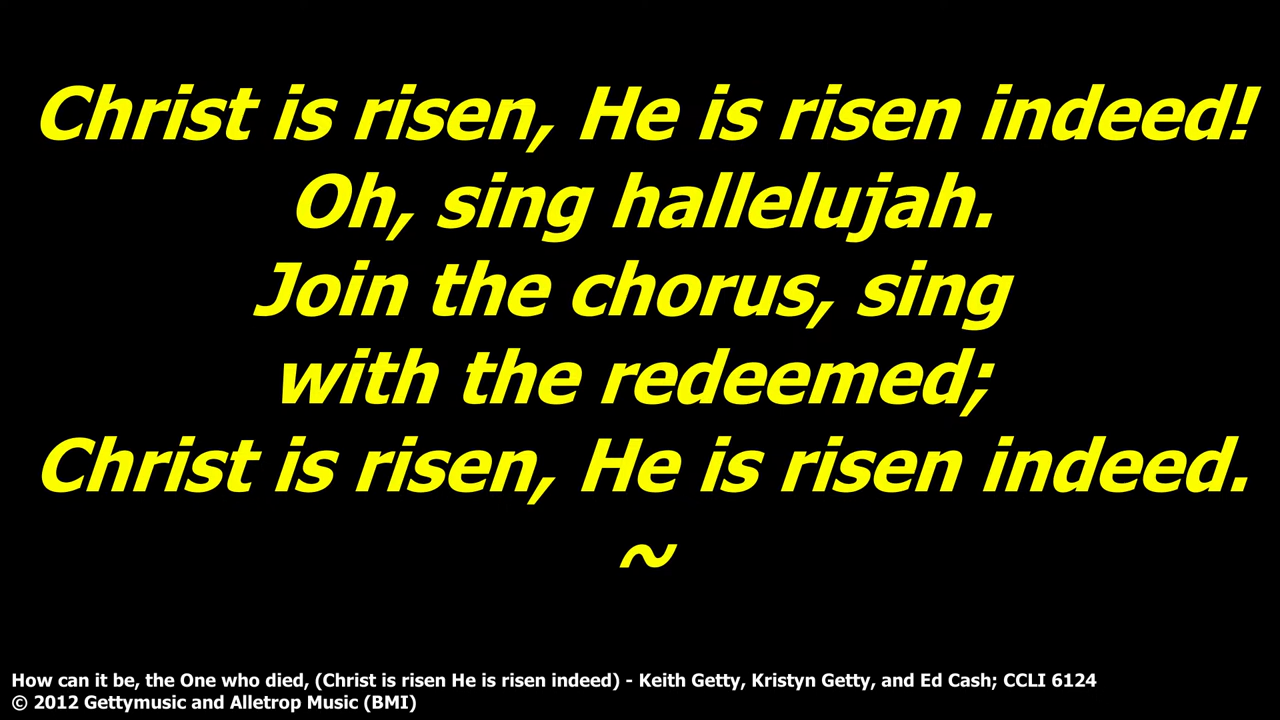 Christ is risen, He is risen indeed!
Oh, sing hallelujah.
Join the chorus, sing
with the redeemed;
Christ is risen, He is risen indeed.
~
How can it be, the One who died, (Christ is risen He is risen indeed) - Keith Getty, Kristyn Getty, and Ed Cash; CCLI 6124
© 2012 Gettymusic and Alletrop Music (BMI)